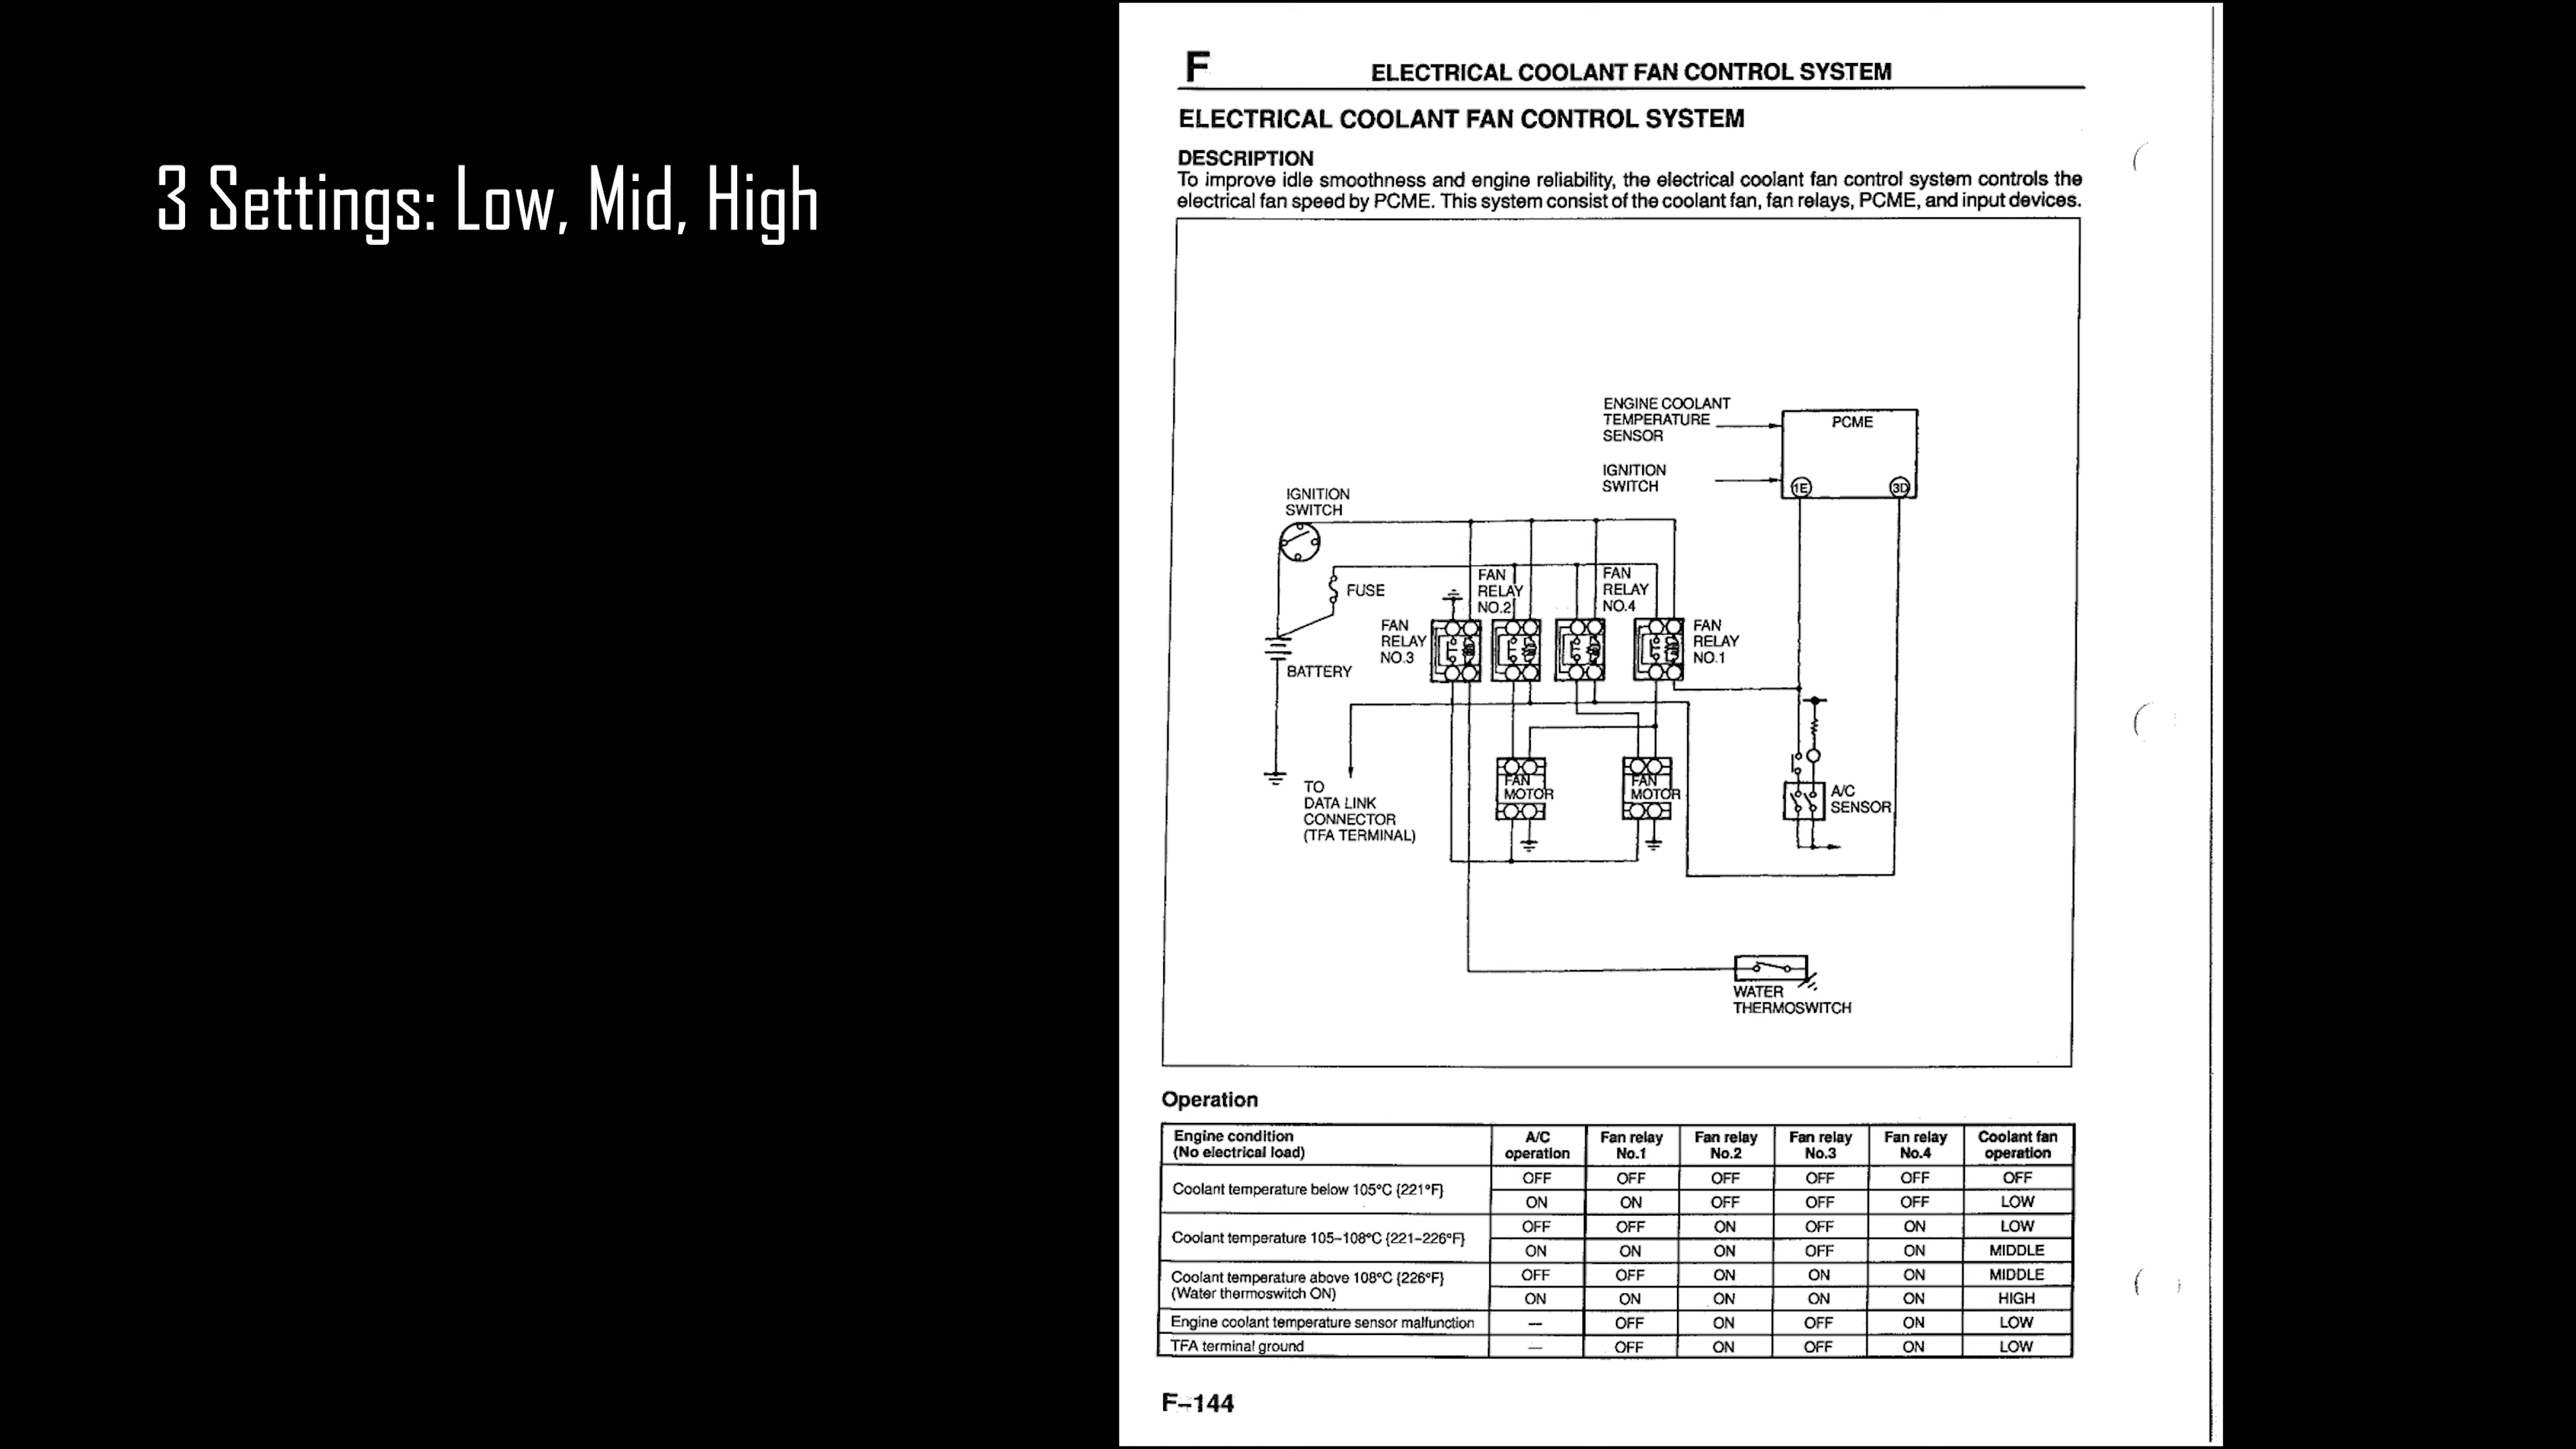 3 Settings: Low, Mid, High
F
ELECTRICAL COOLANT FAN CONTROL SYSTEM
ELECTRICAL COOLANT FAN CONTROL SYSTEM
DESCRIPTION
To improve idle smoothness and engine reliability, the electrical coolant fan control system controls the
electrical fan speed by PCME. This system consist of the coolant fan, fan relays, PCME, and input devices.
ENGINE COOLANT
TEMPERATURE
SENSOR
PCME
IGNITION
SWITCH
1E
3D
IGNITION
SWITCH
FUSE
FAN
RELAY
NO.2
FAN
RELAY
NO.4
FAN
RELAY
NO.3
FAN
RELAY
NO.1
BATTERY
TO
DATA LINK
CONNECTOR
(TFA TERMINAL)
FAN
MOTOR
FAN
MOTOR
A/C
SENSOR
WATER
THERMOSWITCH
Operation
Engine condition
(No electrical load)
A/C
operation
Fan relay
No.1
Fan relay
No.2
Fan relay
No.3
Fan relay
No.4
Coolant fan
operation
Coolant temperature below 105°C {221°F}
OFF OFF OFF OFF OFF OFF
ON ON OFF OFF OFF LOW
Coolant temperature 105–108°C {221–226°F}
OFF OFF ON OFF ON LOW
ON ON ON OFF ON MIDDLE
Coolant temperature above 108°C {226°F}
(Water thermoswitch ON)
OFF OFF ON ON ON MIDDLE
ON ON ON ON ON HIGH
Engine coolant temperature sensor malfunction — OFF ON OFF ON LOW
TFA terminal ground — OFF ON OFF ON LOW
F–144